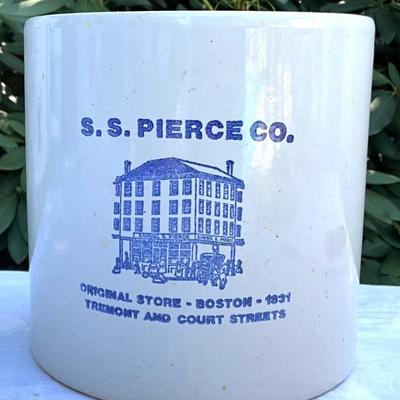 S. S. PIERCE CO.
ORIGINAL STORE - BOSTON - 1831
TREMONT AND COURT STREETS